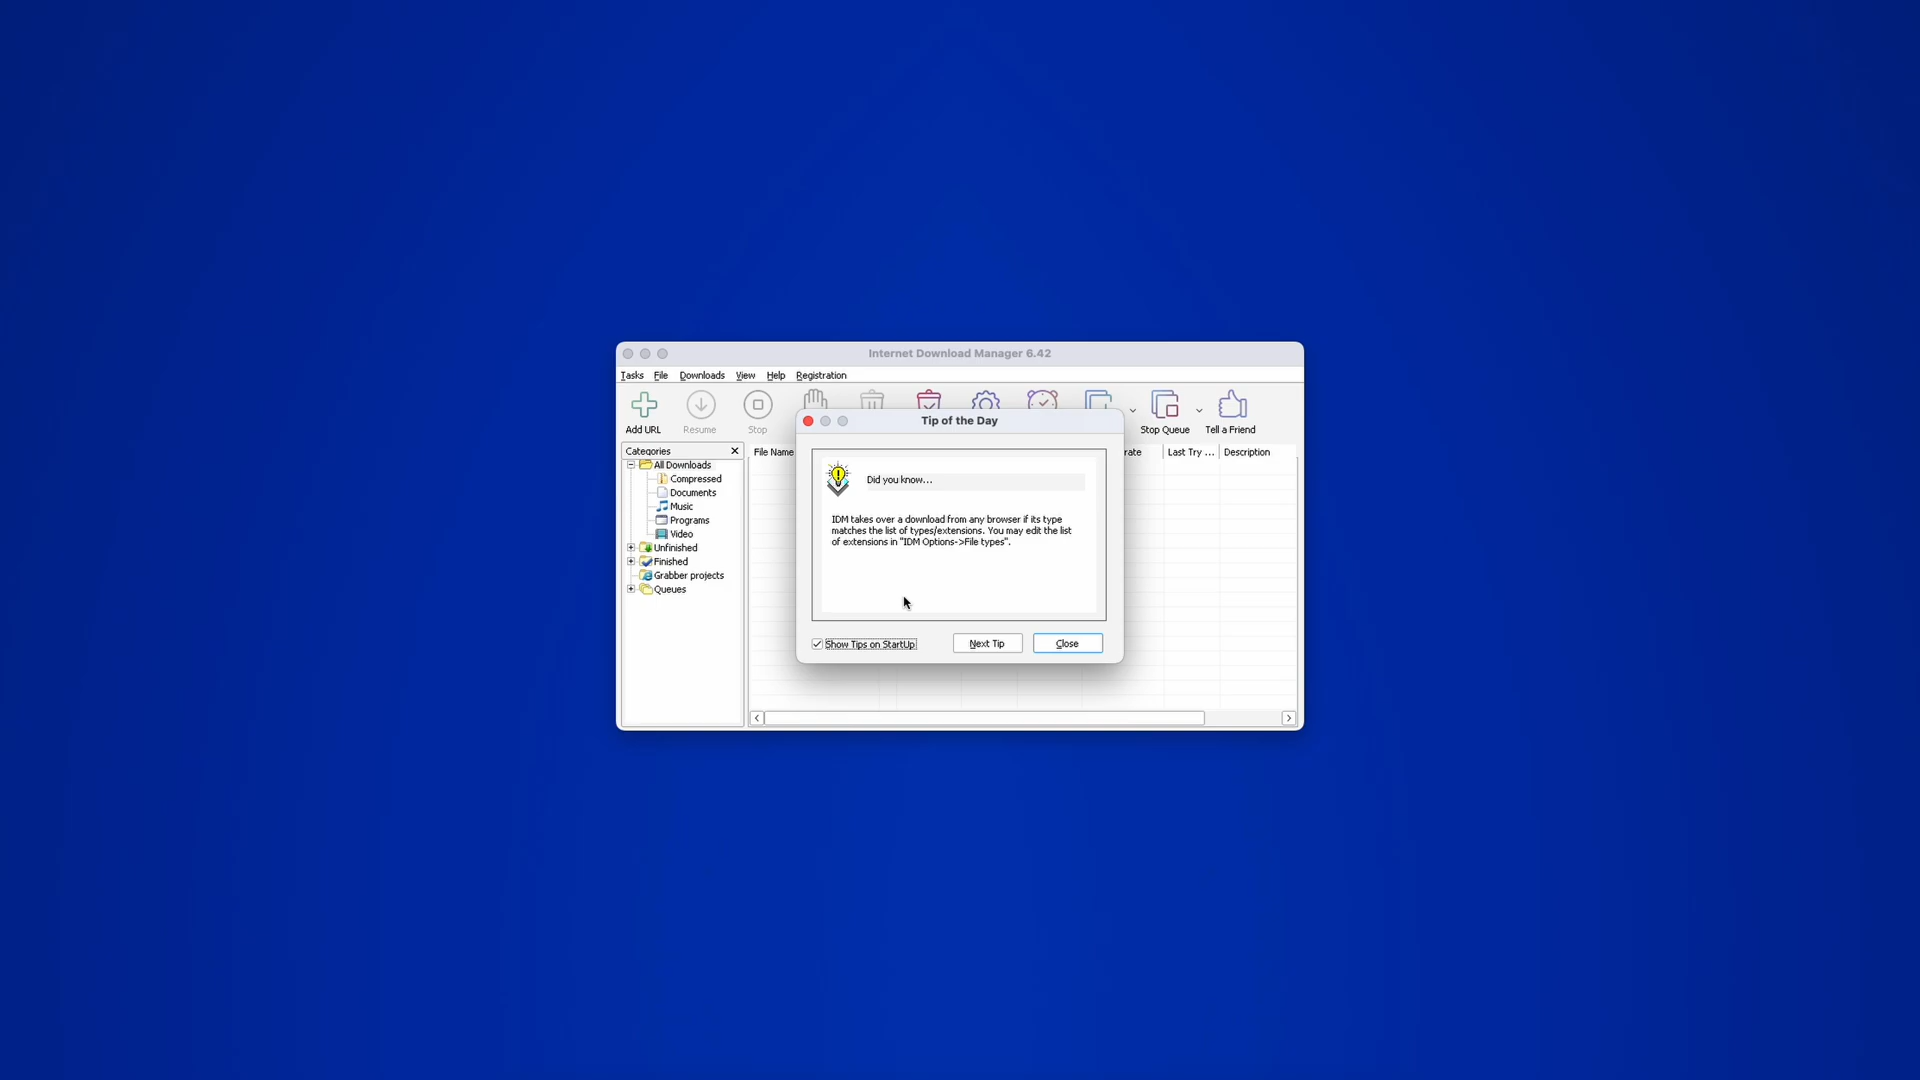 Internet Download Manager 6.42
Tasks File Downloads View Help Registration
Add URL Resume Stop Stop Queue Tell a Friend
Tip of the Day
Categories
File Name rate Last Try ... Description
All Downloads
Compressed
Documents
Music
Programs
Video
Unfinished
Finished
Grabber projects
Queues
Did you know...
IDM takes over a download from any browser if its type
matches the list of types/extensions. You may edit the list
of extensions in "IDM Options->File types".
Show Tips on StartUp Next Tip Close